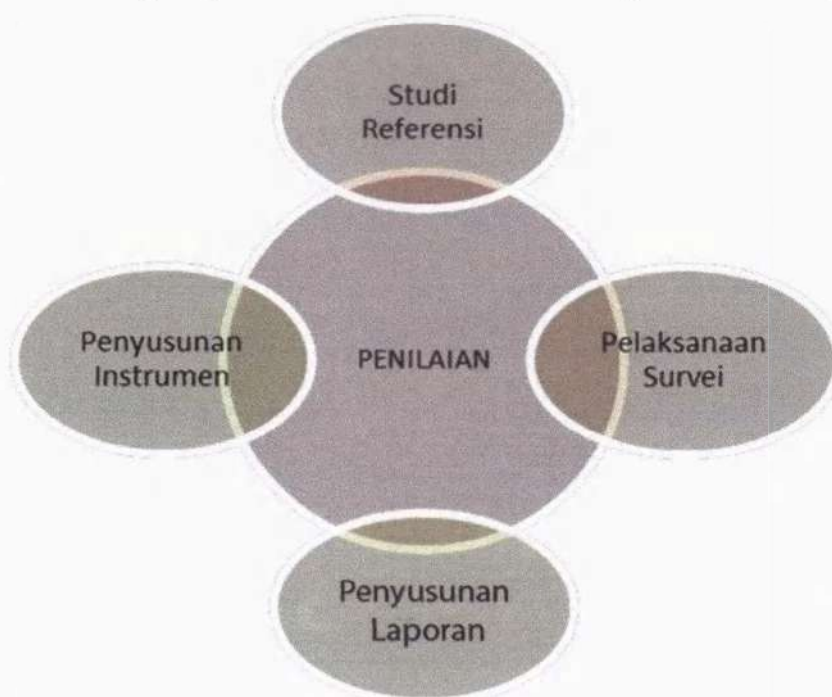 Studi
Referensi
Penyusunan
Instrumen
PENILAIAN
Pelaksanaan
Survei
Penyusunan
Laporan